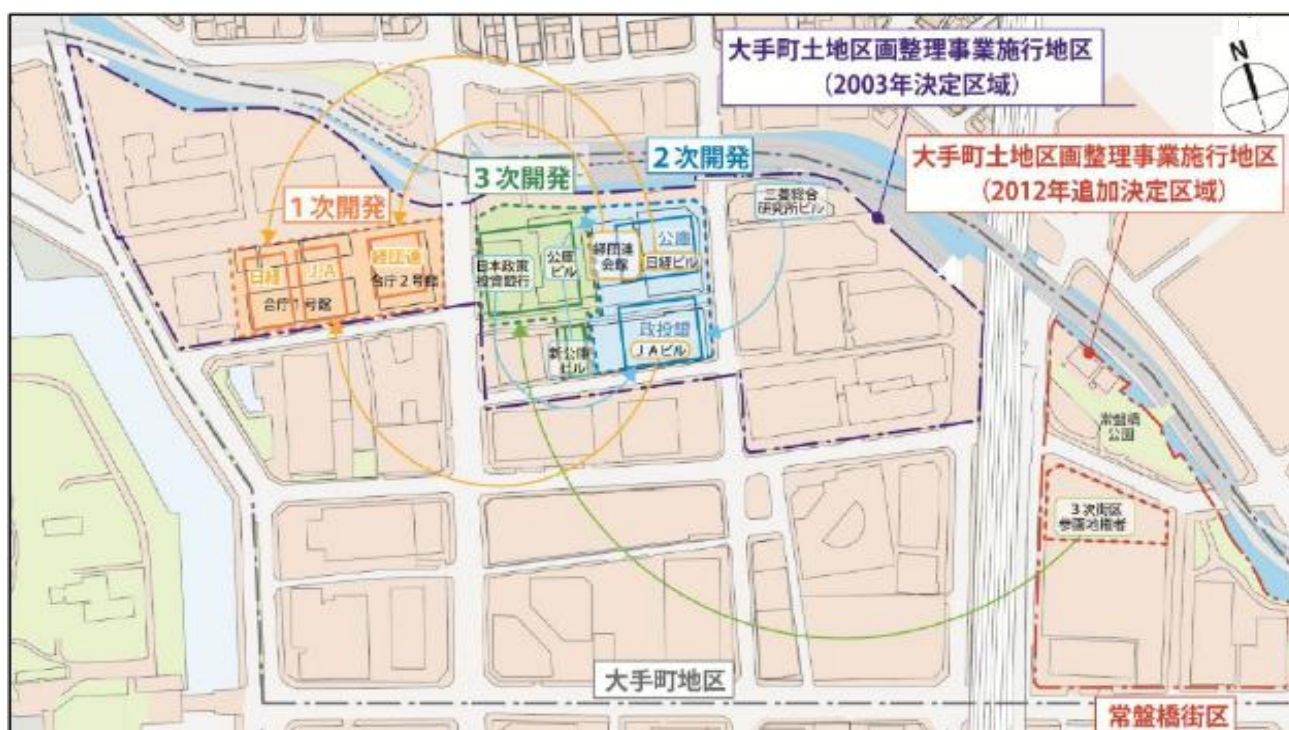 大手町土地区画整理事業施行地区
(2003年決定区域)
N
大手町土地区画整理事業施行地区
(2012年追加決定区域)
1次開発
3次開発
2次開発
日経
JA
経団連
合庁1号館
合庁2号館
日本政策
投資銀行
公庫
ビル
新公庫
ビル
経団連
会館
公庫
日経ビル
政投銀
JAビル
三菱総合
研究所ビル
常盤橋
公園
3次街区
参画地権者
大手町地区
常盤橋街区